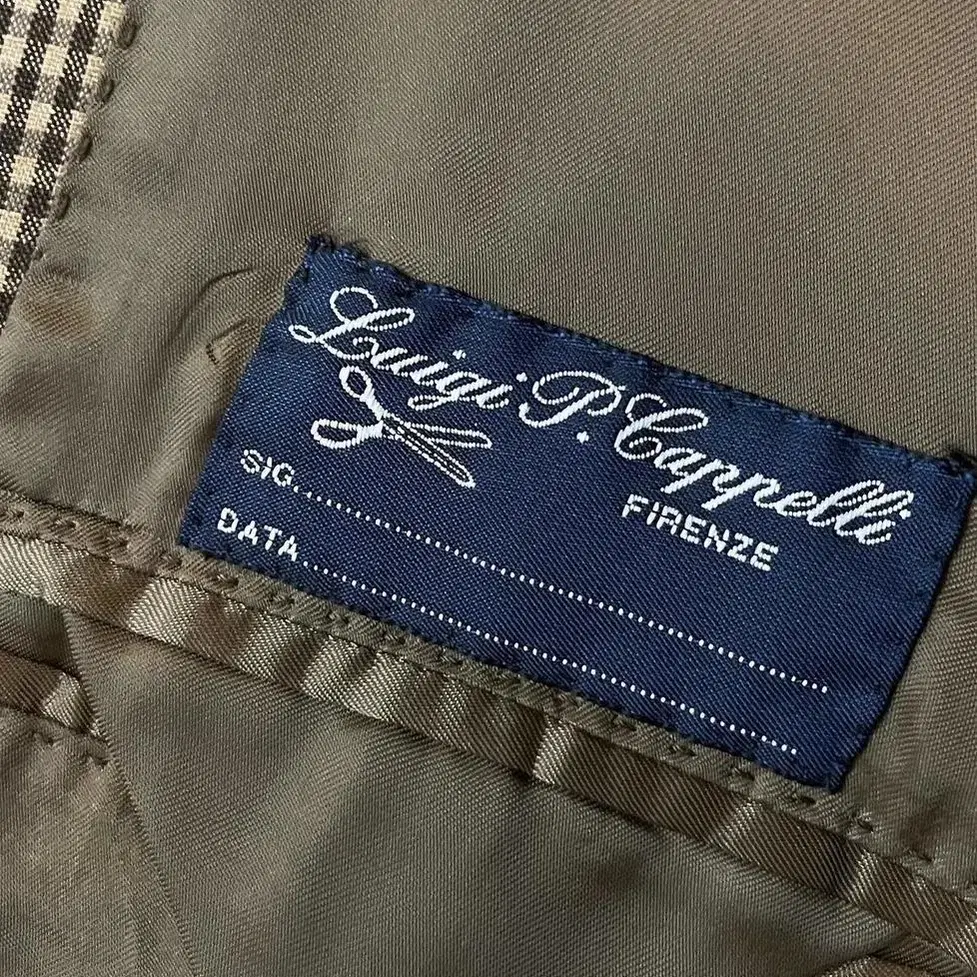 Luigi P. Cappelli
FIRENZE
SIG..............................
DATA..............................